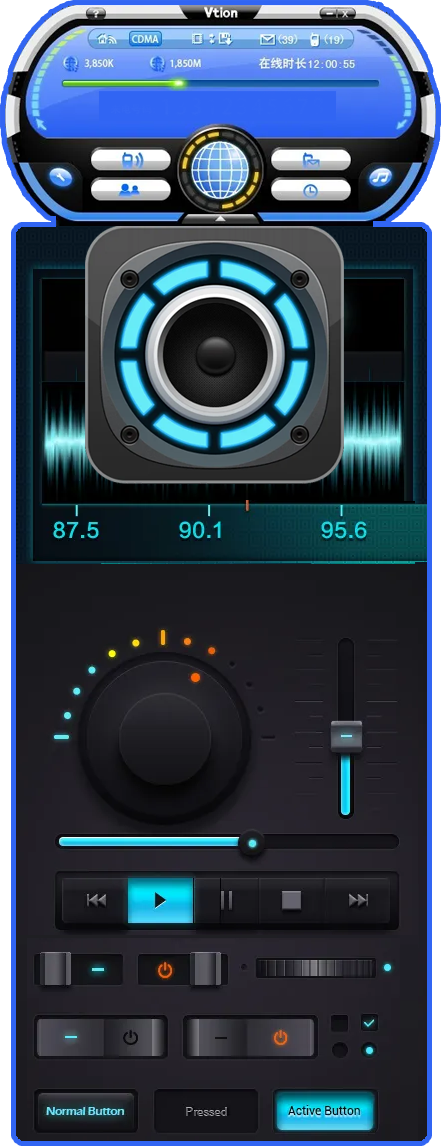 ? Vtion
CDMA (39) (19)
3,850K 1,850M 在线时长12:00:55
87.5 90.1 95.6
Normal Button Pressed Active Button